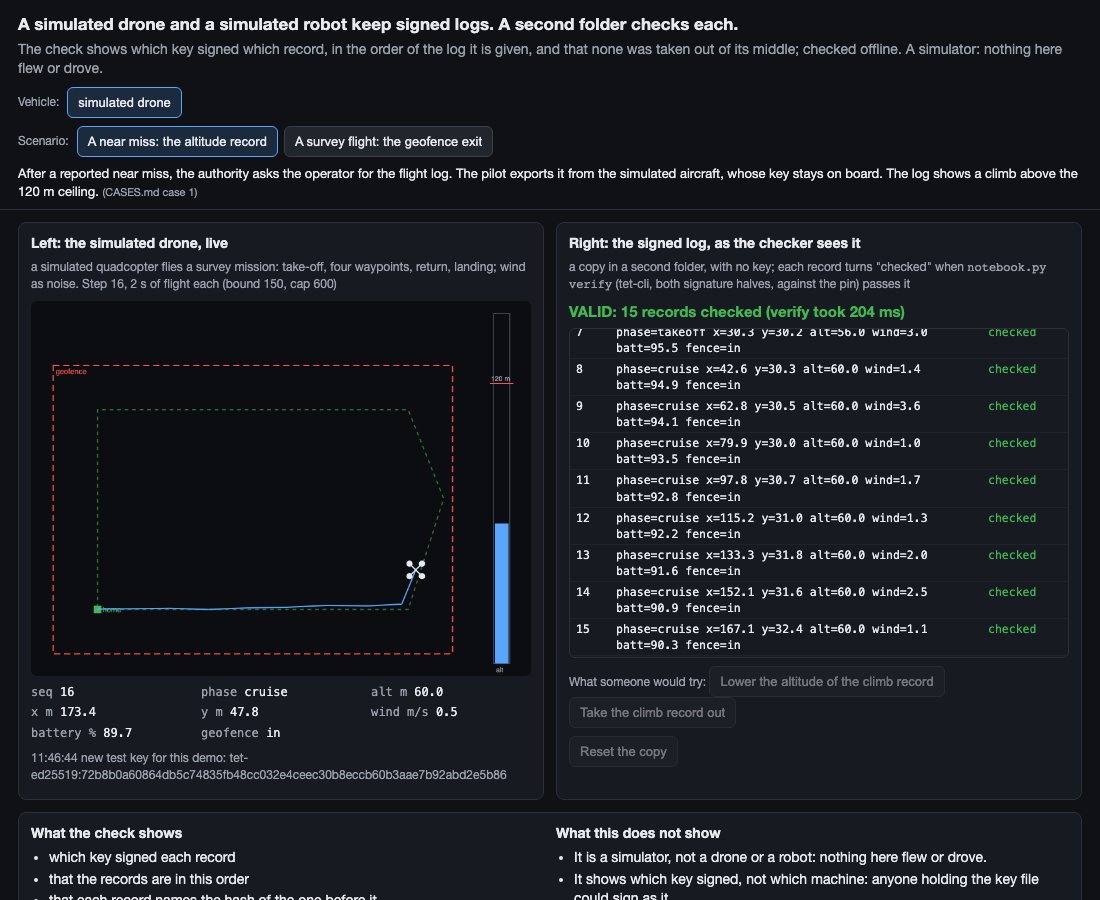 A simulated drone and a simulated robot keep signed logs. A second folder checks each.
The check shows which key signed which record, in the order of the log it is given, and that none was taken out of its middle; checked offline. A simulator: nothing here
flew or drove.
Vehicle: simulated drone
Scenario: A near miss: the altitude record A survey flight: the geofence exit
After a reported near miss, the authority asks the operator for the flight log. The pilot exports it from the simulated aircraft, whose key stays on board. The log shows a climb above the
120 m ceiling. (CASES.md case 1)
Left: the simulated drone, live
a simulated quadcopter flies a survey mission: take-off, four waypoints, return, landing; wind
as noise. Step 16, 2 s of flight each (bound 150, cap 600)
geofence
120 m
home
alt
seq 16 phase cruise alt m 60.0
x m 173.4 y m 47.8 wind m/s 0.5
battery % 89.7 geofence in
11:46:44 new test key for this demo: tet-
ed25519:72b8b0a60864db5c74835fb48cc032e4ceec30b8eccb60b3aae7b92abd2e5b86
Right: the signed log, as the checker sees it
a copy in a second folder, with no key; each record turns "checked" when notebook.py
verify (tet-cli, both signature halves, against the pin) passes it
VALID: 15 records checked (verify took 204 ms)
7 phase=takeoff x=30.3 y=30.2 alt=56.0 wind=3.0 checked
batt=95.5 fence=in
8 phase=cruise x=42.6 y=30.3 alt=60.0 wind=1.4 checked
batt=94.9 fence=in
9 phase=cruise x=62.8 y=30.5 alt=60.0 wind=3.6 checked
batt=94.1 fence=in
10 phase=cruise x=79.9 y=30.0 alt=60.0 wind=1.0 checked
batt=93.5 fence=in
11 phase=cruise x=97.8 y=30.7 alt=60.0 wind=1.7 checked
batt=92.8 fence=in
12 phase=cruise x=115.2 y=31.0 alt=60.0 wind=1.3 checked
batt=92.2 fence=in
13 phase=cruise x=133.3 y=31.8 alt=60.0 wind=2.0 checked
batt=91.6 fence=in
14 phase=cruise x=152.1 y=31.6 alt=60.0 wind=2.5 checked
batt=90.9 fence=in
15 phase=cruise x=167.1 y=32.4 alt=60.0 wind=1.1 checked
batt=90.3 fence=in
What someone would try: Lower the altitude of the climb record
Take the climb record out
Reset the copy
What the check shows
• which key signed each record
• that the records are in this order
• that each record names the hash of the one before it
What this does not show
• It is a simulator, not a drone or a robot: nothing here flew or drove.
• It shows which key signed, not which machine: anyone holding the key file
could sign as it